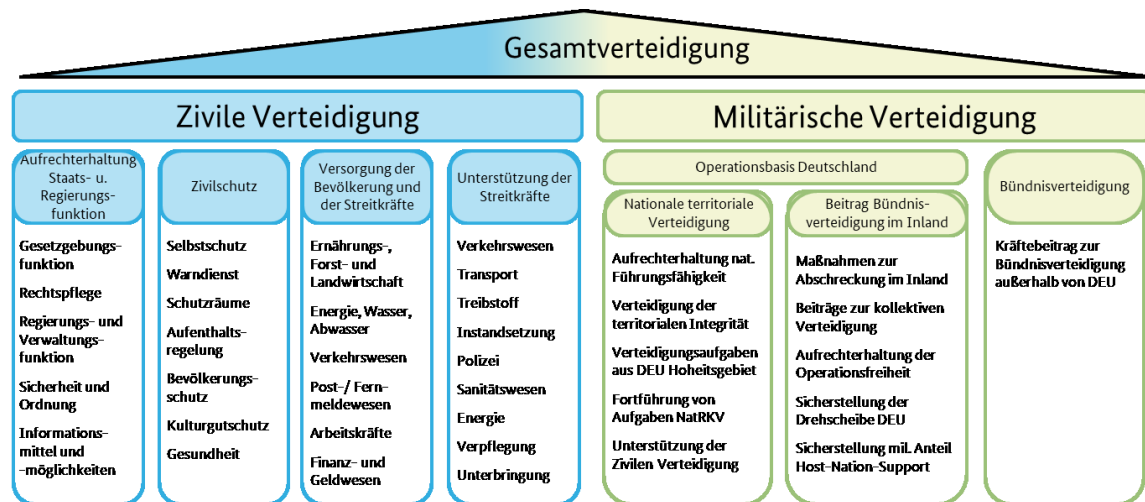 Gesamtverteidigung
Zivile Verteidigung
Aufrechterhaltung
Staats- u.
Regierungs-
funktion
Gesetzgebungs-
funktion
Rechtspflege
Regierungs- und
Verwaltungs-
funktion
Sicherheit und
Ordnung
Informations-
mittel und
-möglichkeiten
Zivilschutz
Selbstschutz
Warndienst
Schutzräume
Aufenthalts-
regelung
Bevölkerungs-
schutz
Kulturgutschutz
Gesundheit
Versorgung der
Bevölkerung und
der Streitkräfte
Ernährungs-,
Forst- und
Landwirtschaft
Energie, Wasser,
Abwasser
Verkehrswesen
Post-/ Fern-
meldewesen
Arbeitskräfte
Finanz- und
Geldwesen
Unterstützung der
Streitkräfte
Verkehrswesen
Transport
Treibstoff
Instandsetzung
Polizei
Sanitätswesen
Energie
Verpflegung
Unterbringung
Militärische Verteidigung
Operationsbasis Deutschland
Nationale territoriale
Verteidigung
Aufrechterhaltung nat.
Führungsfähigkeit
Verteidigung der
territorialen Integrität
Verteidigungsaufgaben
aus DEU Hoheitsgebiet
Fortführung von
Aufgaben NatRKV
Unterstützung der
Zivilen Verteidigung
Beitrag Bündnis-
verteidigung im Inland
Maßnahmen zur
Abschreckung im Inland
Beiträge zur kollektiven
Verteidigung
Aufrechterhaltung der
Operationsfreiheit
Sicherstellung der
Drehscheibe DEU
Sicherstellung mil. Anteil
Host-Nation-Support
Bündnisverteidigung
Kräftebeitrag zur
Bündnisverteidigung
außerhalb von DEU